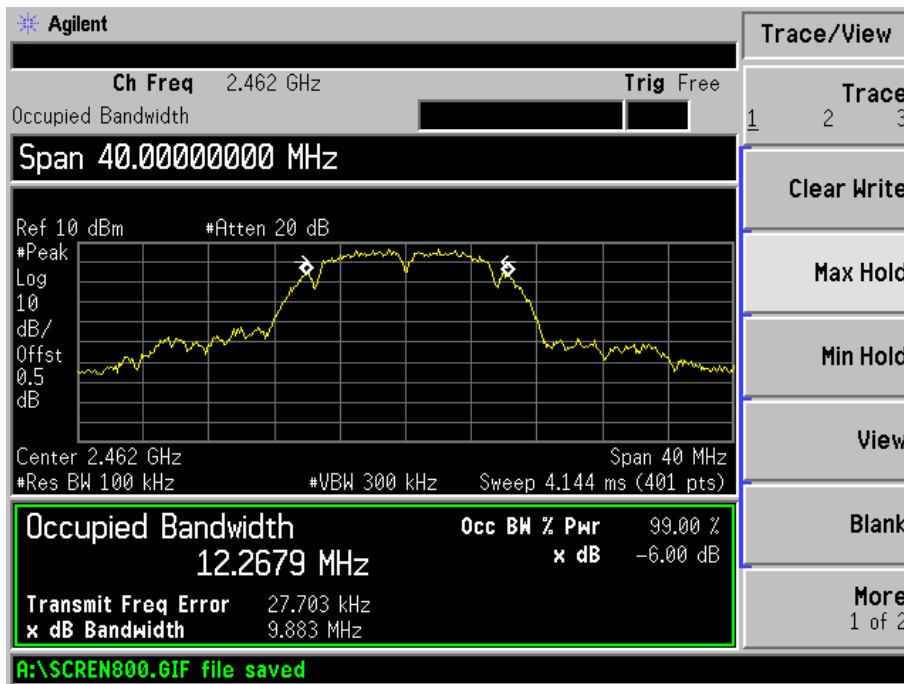 Agilent
Trace/View
Ch Freq 2.462 GHz Trig Free
Occupied Bandwidth
Trace
1 2 3
Span 40.00000000 MHz
Clear Write
Ref 10 dBm #Atten 20 dB
#Peak
Log
10
dB/
Offst
0.5
dB
Max Hold
Min Hold
View
Center 2.462 GHz Span 40 MHz
#Res BW 100 kHz #VBW 300 kHz Sweep 4.144 ms (401 pts)
Occupied Bandwidth Occ BW % Pwr 99.00 %
12.2679 MHz x dB -6.00 dB
Blank
Transmit Freq Error 27.703 kHz
x dB Bandwidth 9.883 MHz
More
1 of 2
A:\SCREN800.GIF file saved